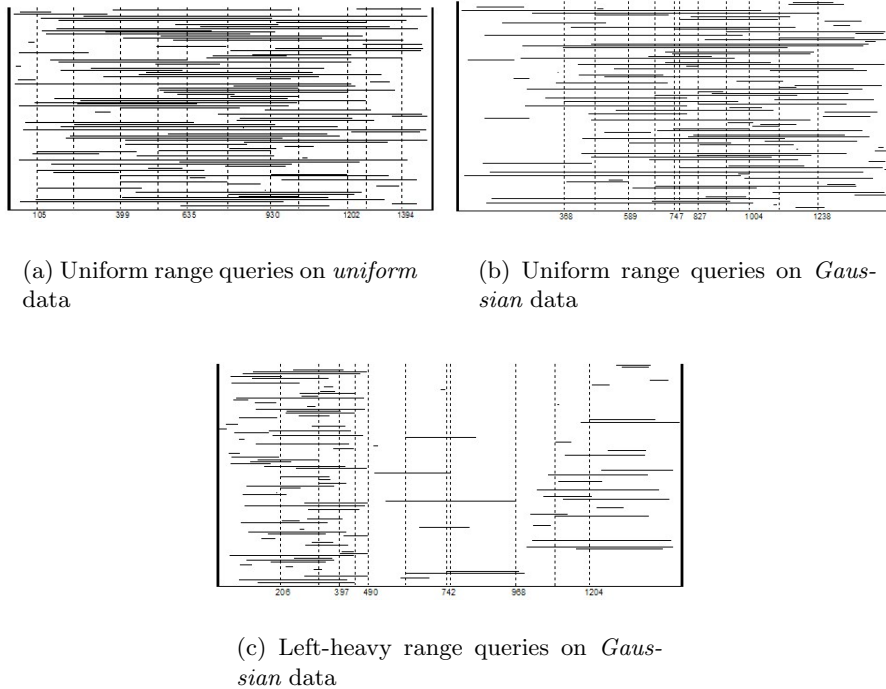 105 399 635 930 1202 1394
368 589 747 827 1004 1238
(a) Uniform range queries on uniform
data
(b) Uniform range queries on Gaus-
sian data
206 397 490 742 968 1204
(c) Left-heavy range queries on Gaus-
sian data